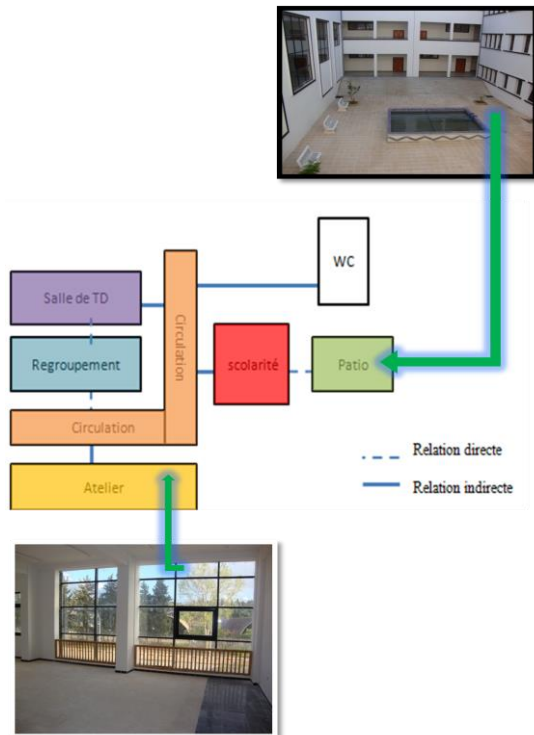 WC
Salle de TD
Circulation
Regroupement
scolarité
Patio
Circulation
Atelier
Relation directe
Relation indirecte